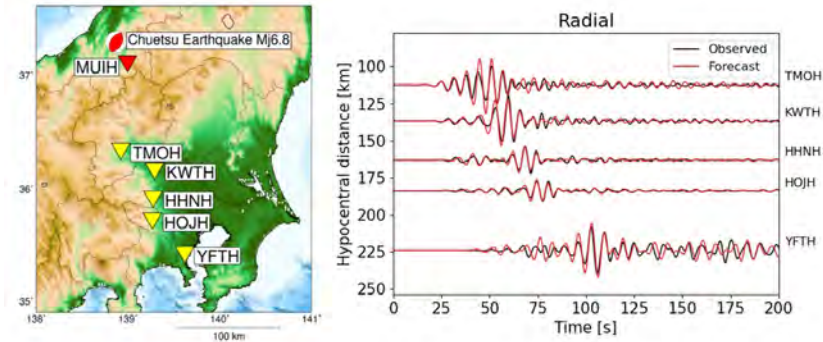 Chuetsu Earthquake Mj6.8
MUIH
TMOH
KWTH
HHNH
HOJH
YFTH
37°
36°
35°
138°
139°
140°
141°
100 km
Radial
Hypocentral distance [km]
100
125
150
175
200
225
250
Observed
Forecast
TMOH
KWTH
HHNH
HOJH
YFTH
0 25 50 75 100 125 150 175 200
Time [s]